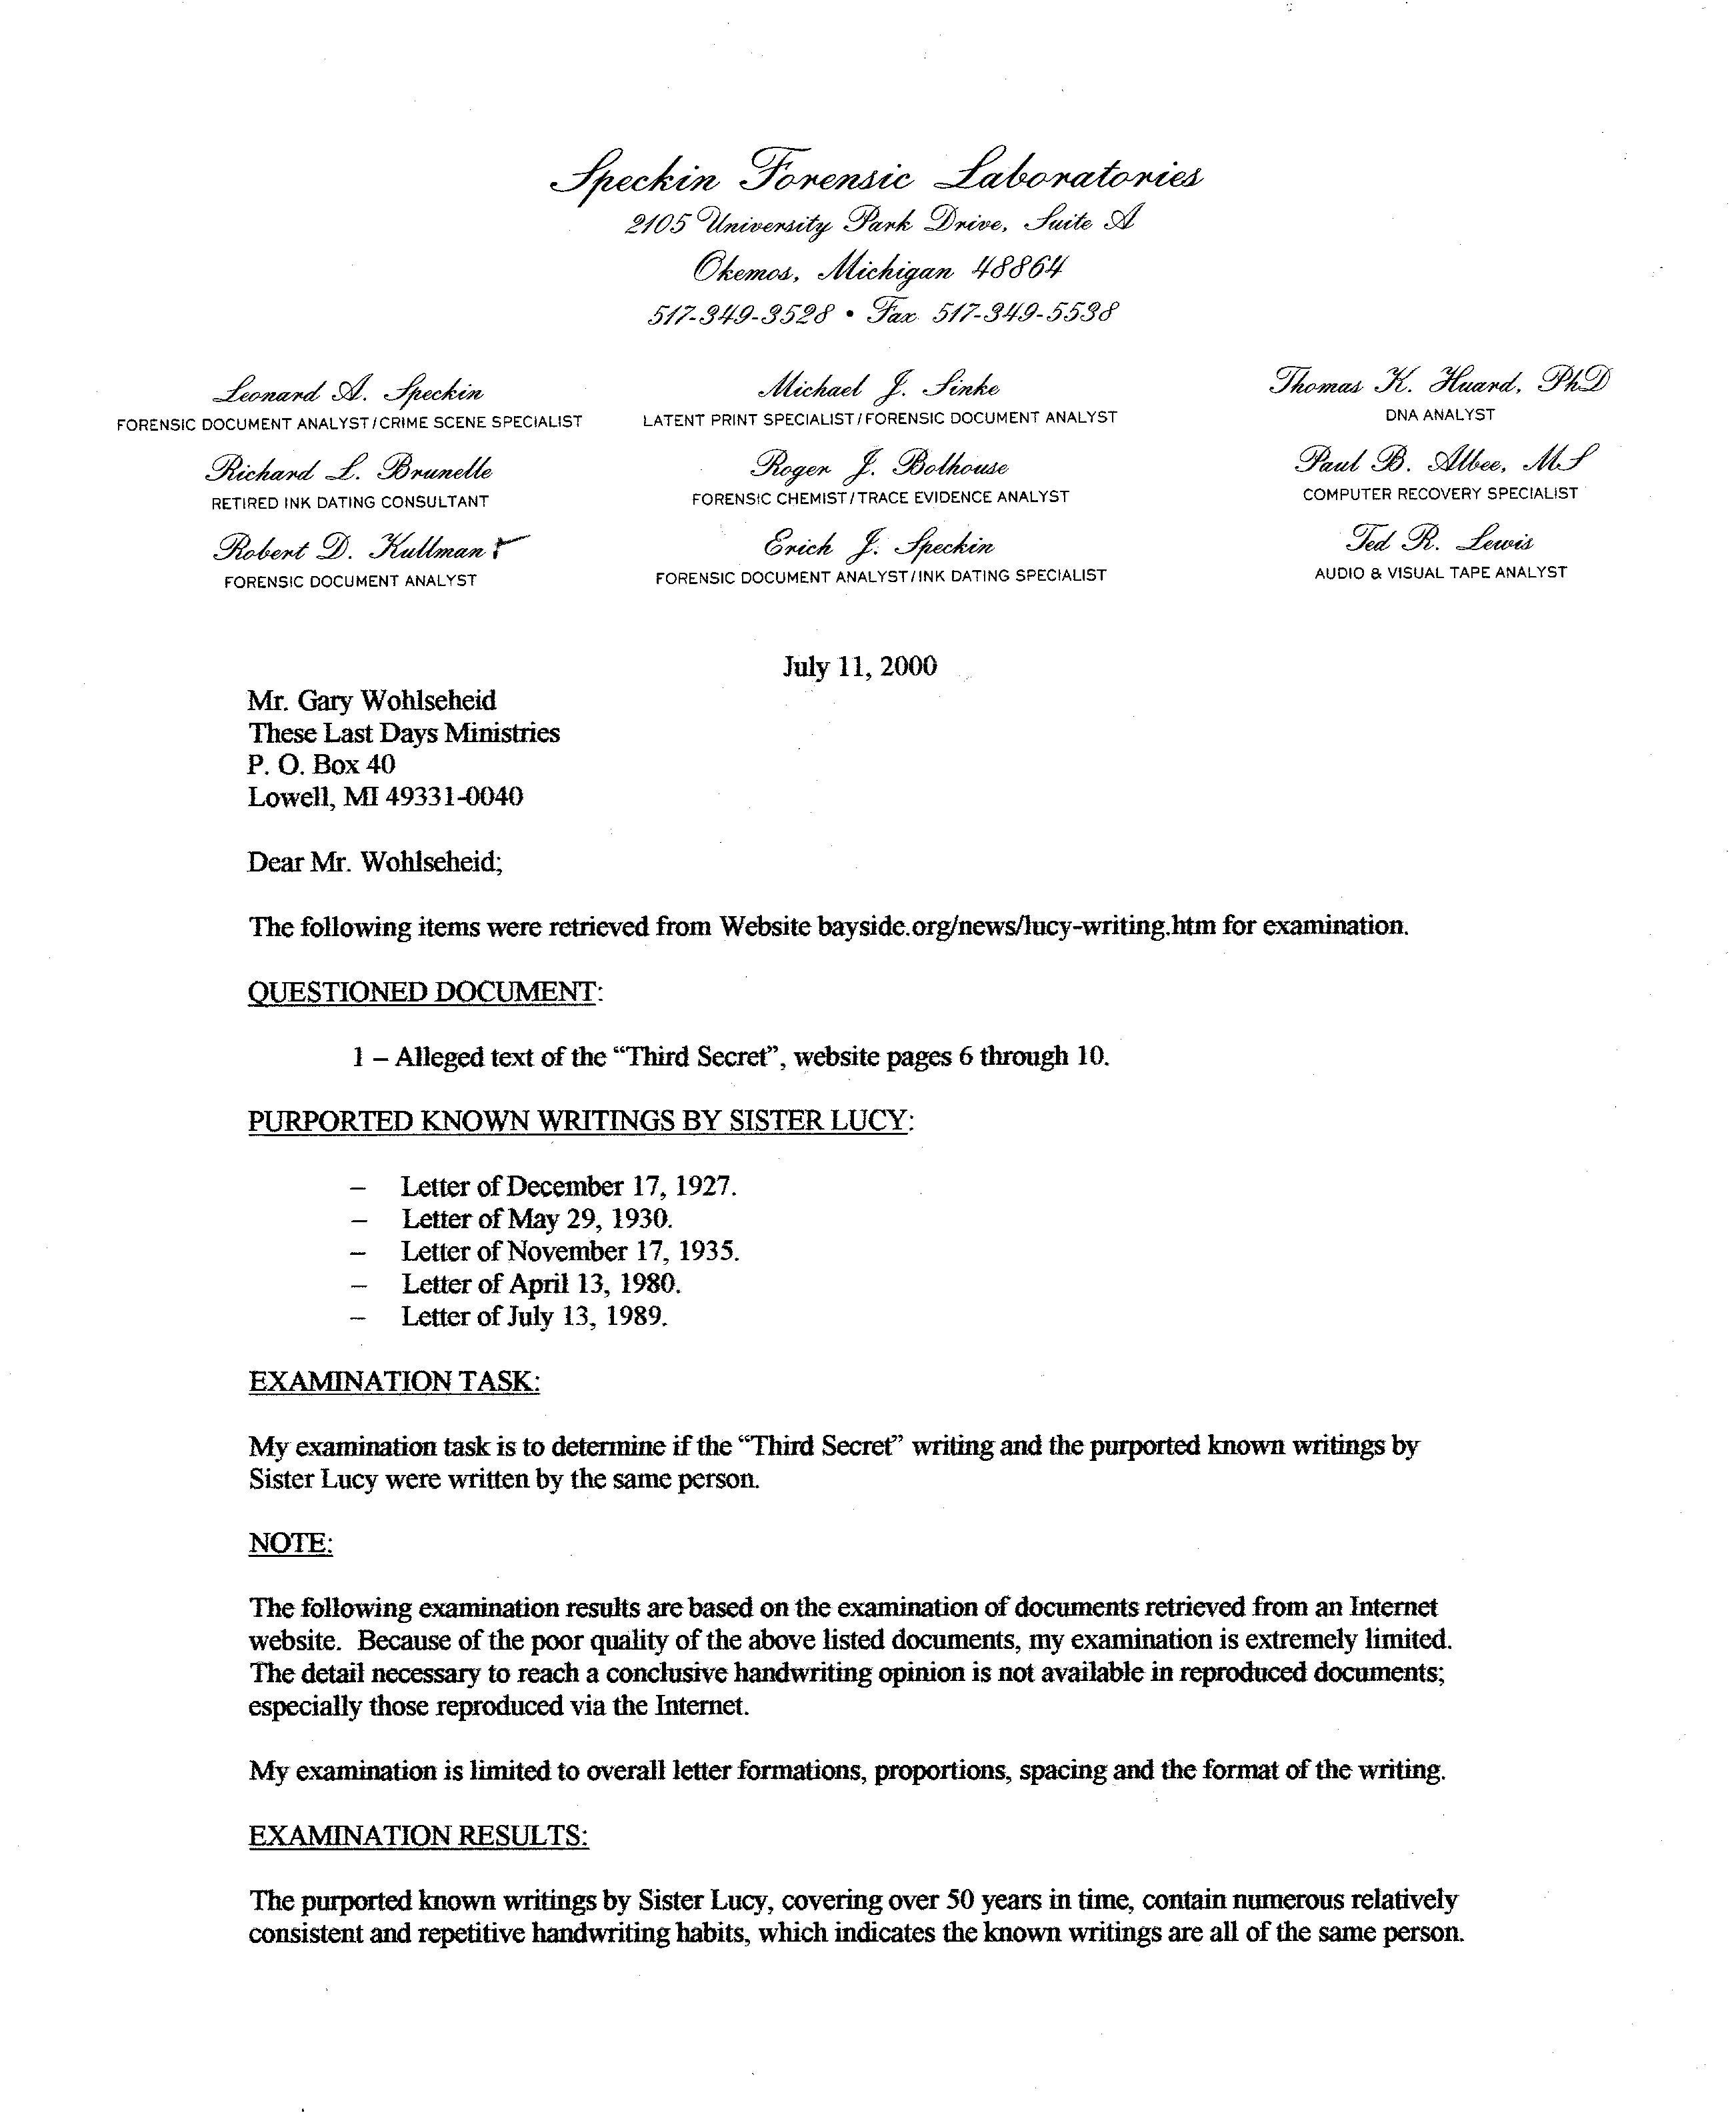 Speckin Forensic Laboratories
2105 University Park Drive, Suite A
Okemos, Michigan 48864
517-349-3528 • Fax 517-349-5538
Leonard A. Speckin
FORENSIC DOCUMENT ANALYST/CRIME SCENE SPECIALIST
Richard L. Brunelle
RETIRED INK DATING CONSULTANT
Robert D. Kullman
FORENSIC DOCUMENT ANALYST
Michael J. Sinke
LATENT PRINT SPECIALIST/FORENSIC DOCUMENT ANALYST
Roger J. Bolhouse
FORENSIC CHEMIST/TRACE EVIDENCE ANALYST
Erich J. Speckin
FORENSIC DOCUMENT ANALYST/INK DATING SPECIALIST
Thomas K. Huard, PhD
DNA ANALYST
Paul B. Albee, MS
COMPUTER RECOVERY SPECIALIST
Ted R. Lewis
AUDIO & VISUAL TAPE ANALYST
July 11, 2000
Mr. Gary Wohlseheid
These Last Days Ministries
P. O. Box 40
Lowell, MI 49331-0040
Dear Mr. Wohlseheid;
The following items were retrieved from Website bayside.org/news/lucy-writing.htm for examination.
QUESTIONED DOCUMENT:
1 – Alleged text of the “Third Secret”, website pages 6 through 10.
PURPORTED KNOWN WRITINGS BY SISTER LUCY:
– Letter of December 17, 1927.
– Letter of May 29, 1930.
– Letter of November 17, 1935.
– Letter of April 13, 1980.
– Letter of July 13, 1989.
EXAMINATION TASK:
My examination task is to determine if the “Third Secret” writing and the purported known writings by
Sister Lucy were written by the same person.
NOTE:
The following examination results are based on the examination of documents retrieved from an Internet
website. Because of the poor quality of the above listed documents, my examination is extremely limited.
The detail necessary to reach a conclusive handwriting opinion is not available in reproduced documents;
especially those reproduced via the Internet.
My examination is limited to overall letter formations, proportions, spacing and the format of the writing.
EXAMINATION RESULTS:
The purported known writings by Sister Lucy, covering over 50 years in time, contain numerous relatively
consistent and repetitive handwriting habits, which indicates the known writings are all of the same person.